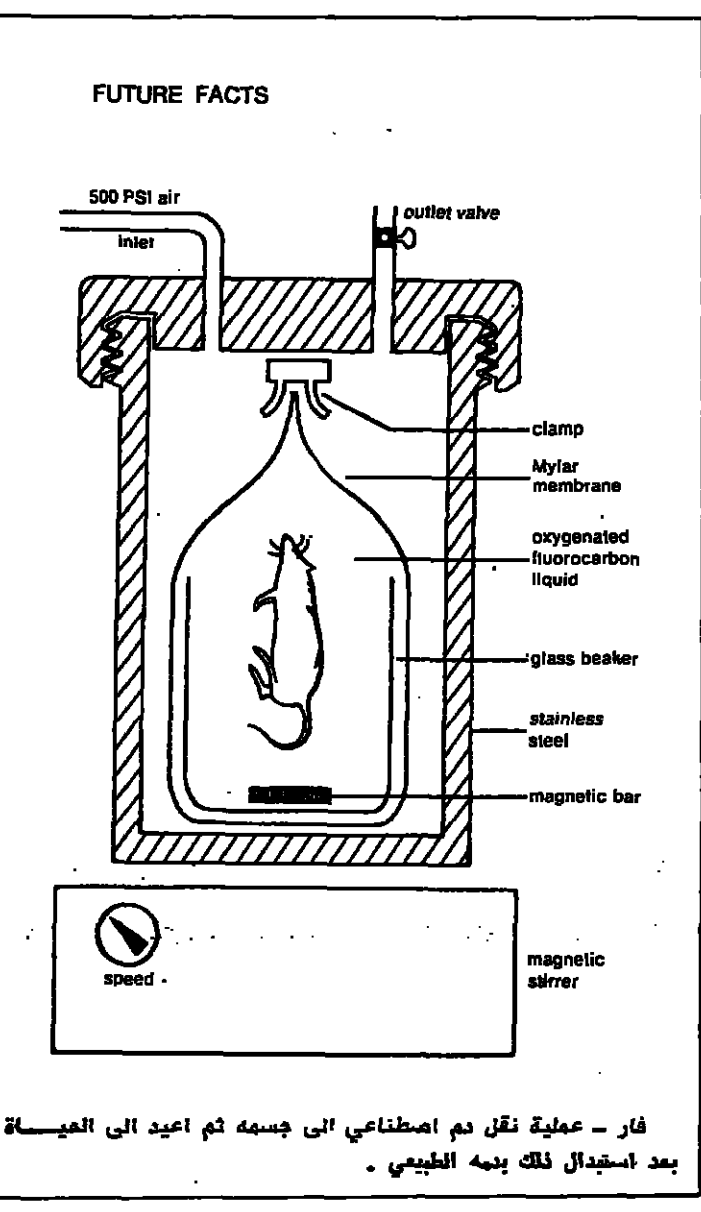 FUTURE FACTS
500 PSI air
inlet
outlet valve
clamp
Mylar
membrane
oxygenated
fluorocarbon
liquid
glass beaker
stainless
steel
magnetic bar
speed
magnetic
stirrer
فار – عملية نقل دم اصطناعي الى جسمه ثم اعيد الى الحيـــاة
بعد استبدال ذلك بدمه الطبيعي .